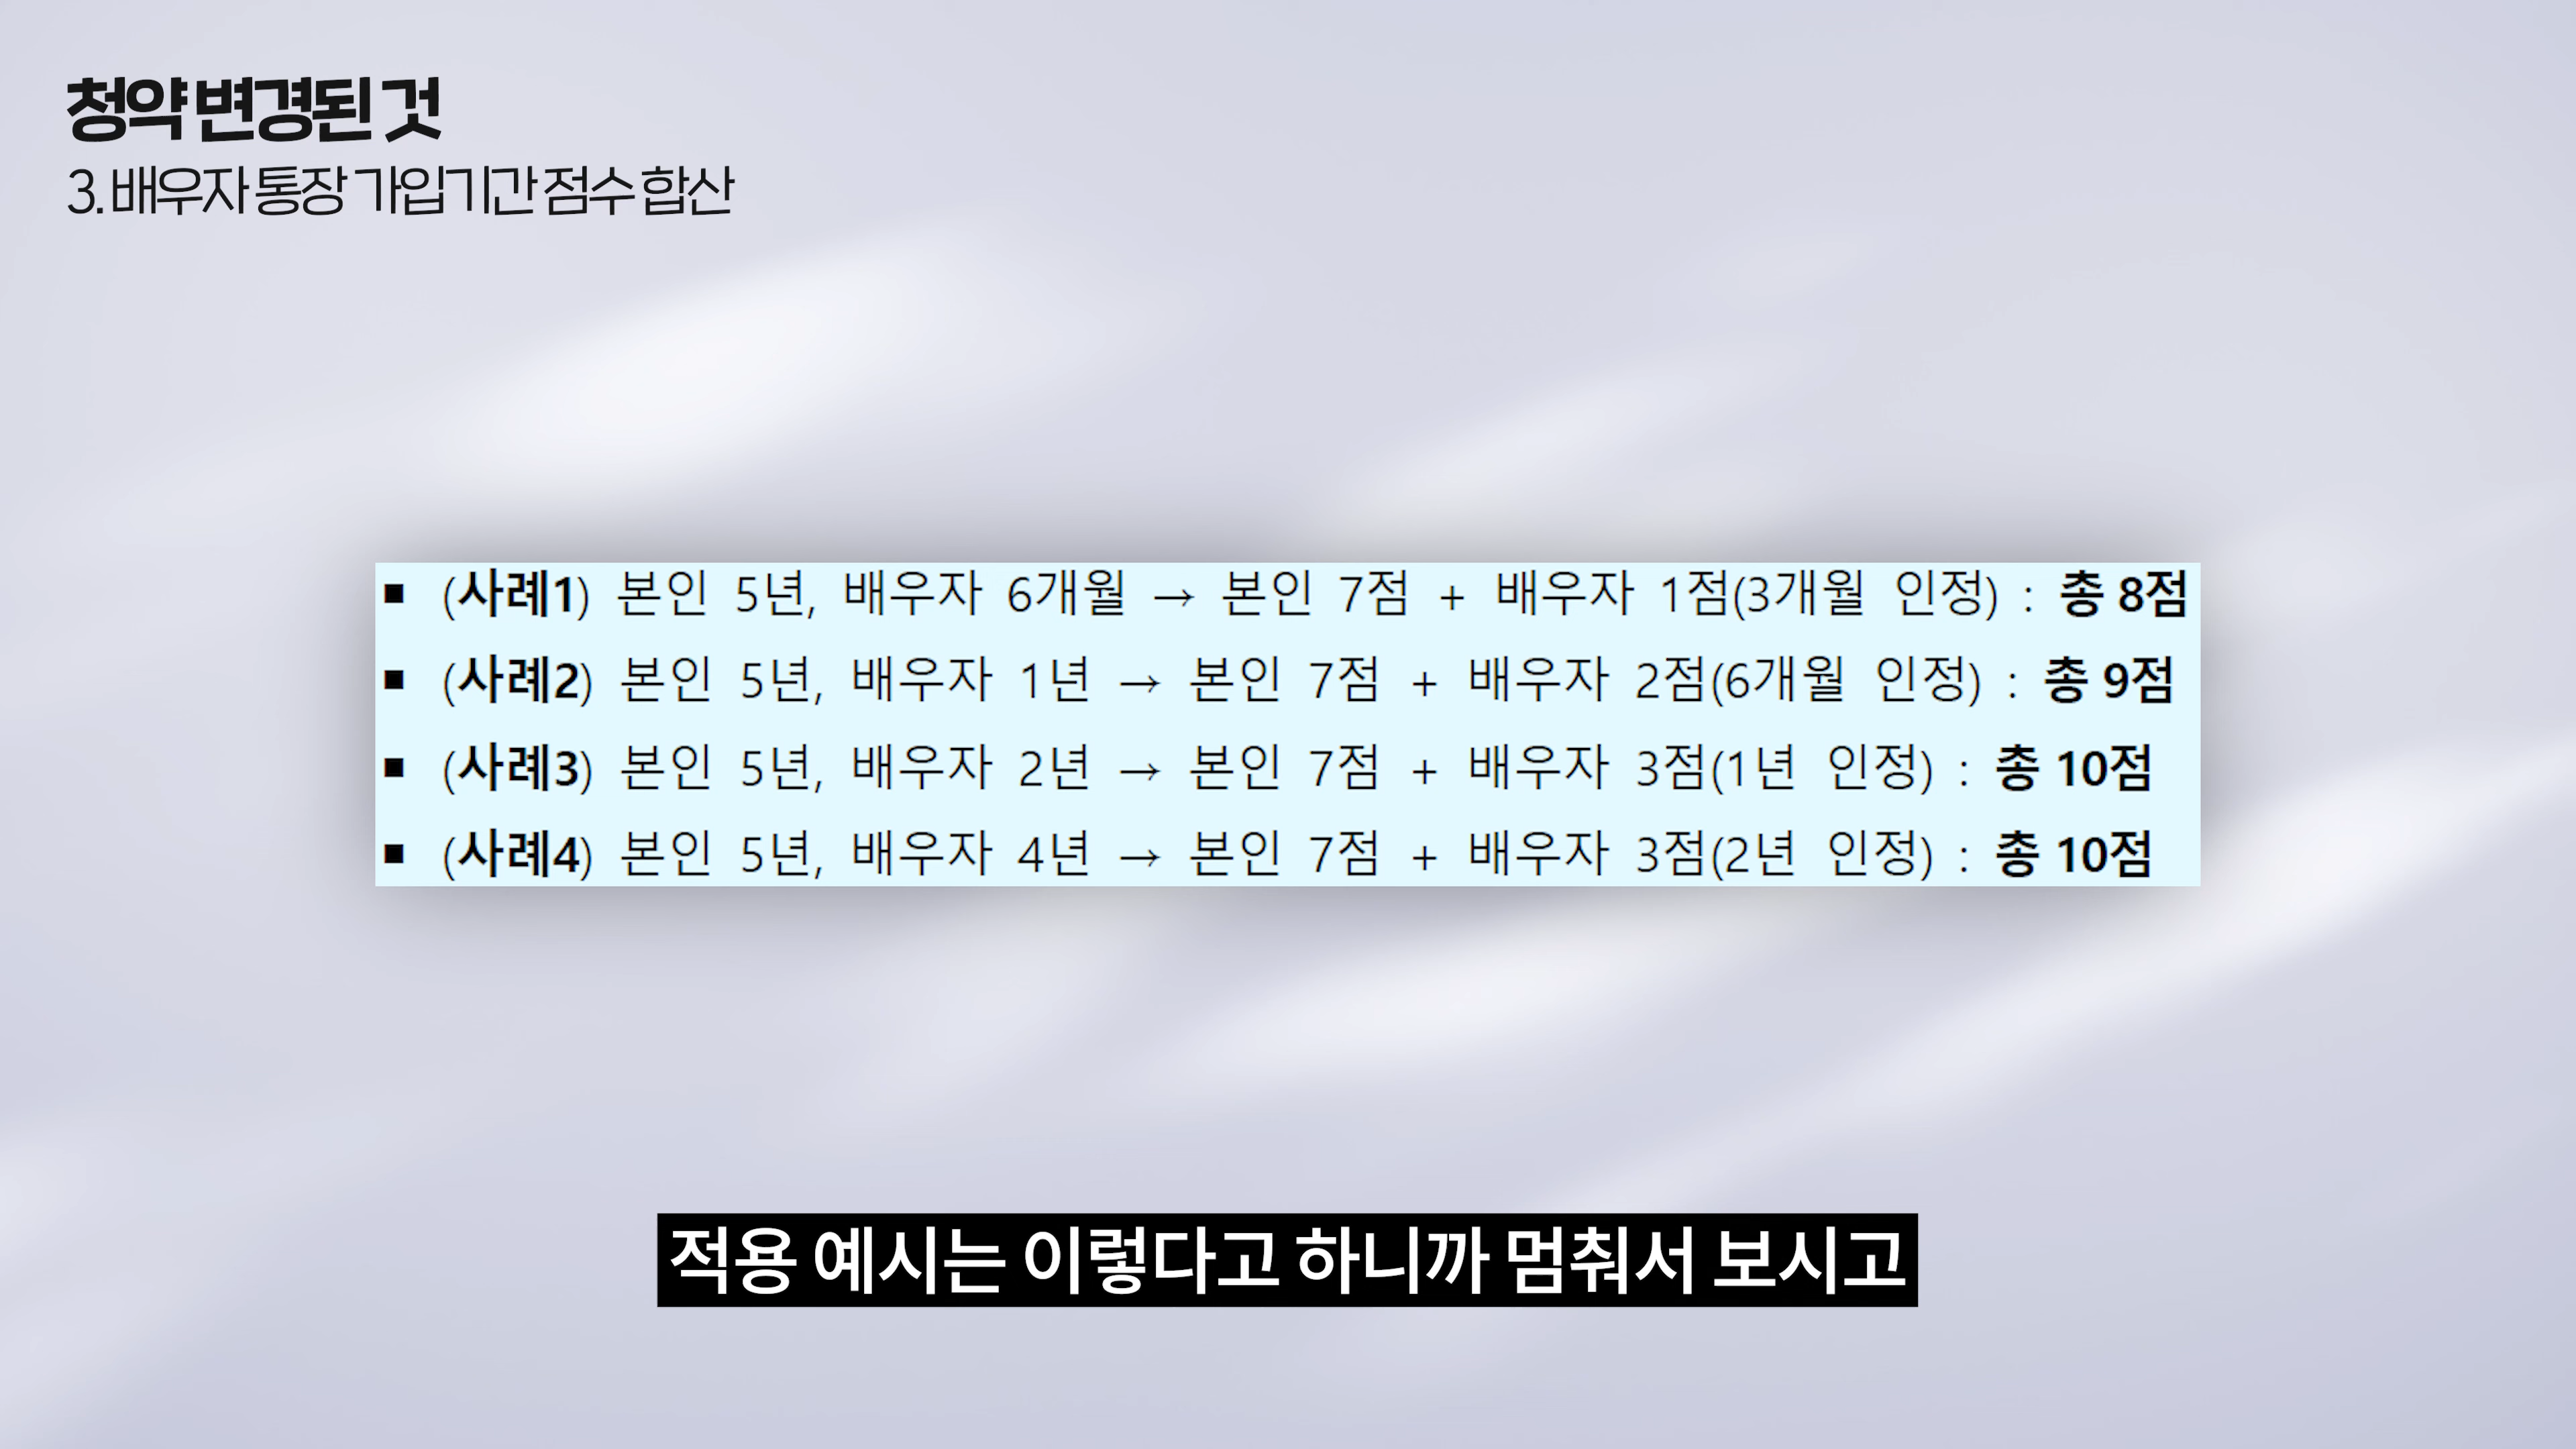 청약 변경된 것
3. 배우자 통장 가입기간 점수 합산
▪ (사례1) 본인 5년, 배우자 6개월 → 본인 7점 + 배우자 1점(3개월 인정) : 총 8점
▪ (사례2) 본인 5년, 배우자 1년 → 본인 7점 + 배우자 2점(6개월 인정) : 총 9점
▪ (사례3) 본인 5년, 배우자 2년 → 본인 7점 + 배우자 3점(1년 인정) : 총 10점
▪ (사례4) 본인 5년, 배우자 4년 → 본인 7점 + 배우자 3점(2년 인정) : 총 10점
적용 예시는 이렇다고 하니까 멈춰서 보시고